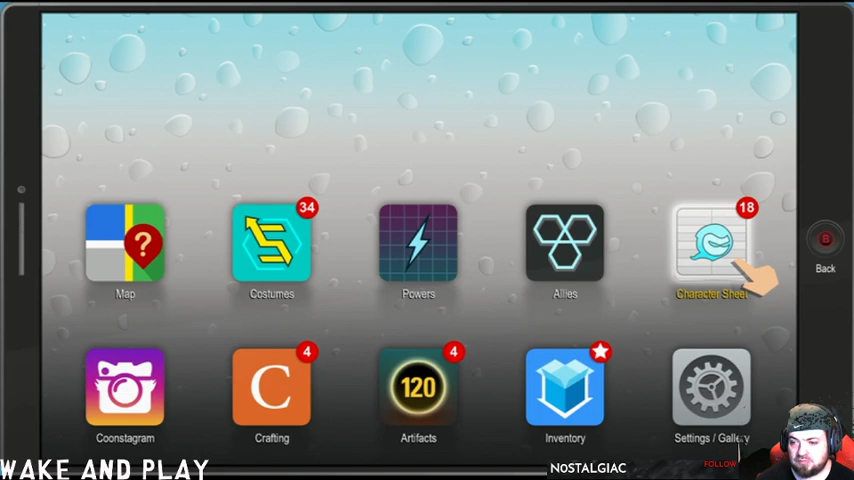 34
18
?
B
Map
Costumes
Powers
Allies
Character Sheet
Back
4
4
C
120
Coonstagram
Crafting
Artifacts
Inventory
Settings / Gallery
WAKE AND PLAY
N0STALGIAC
FOLLOW